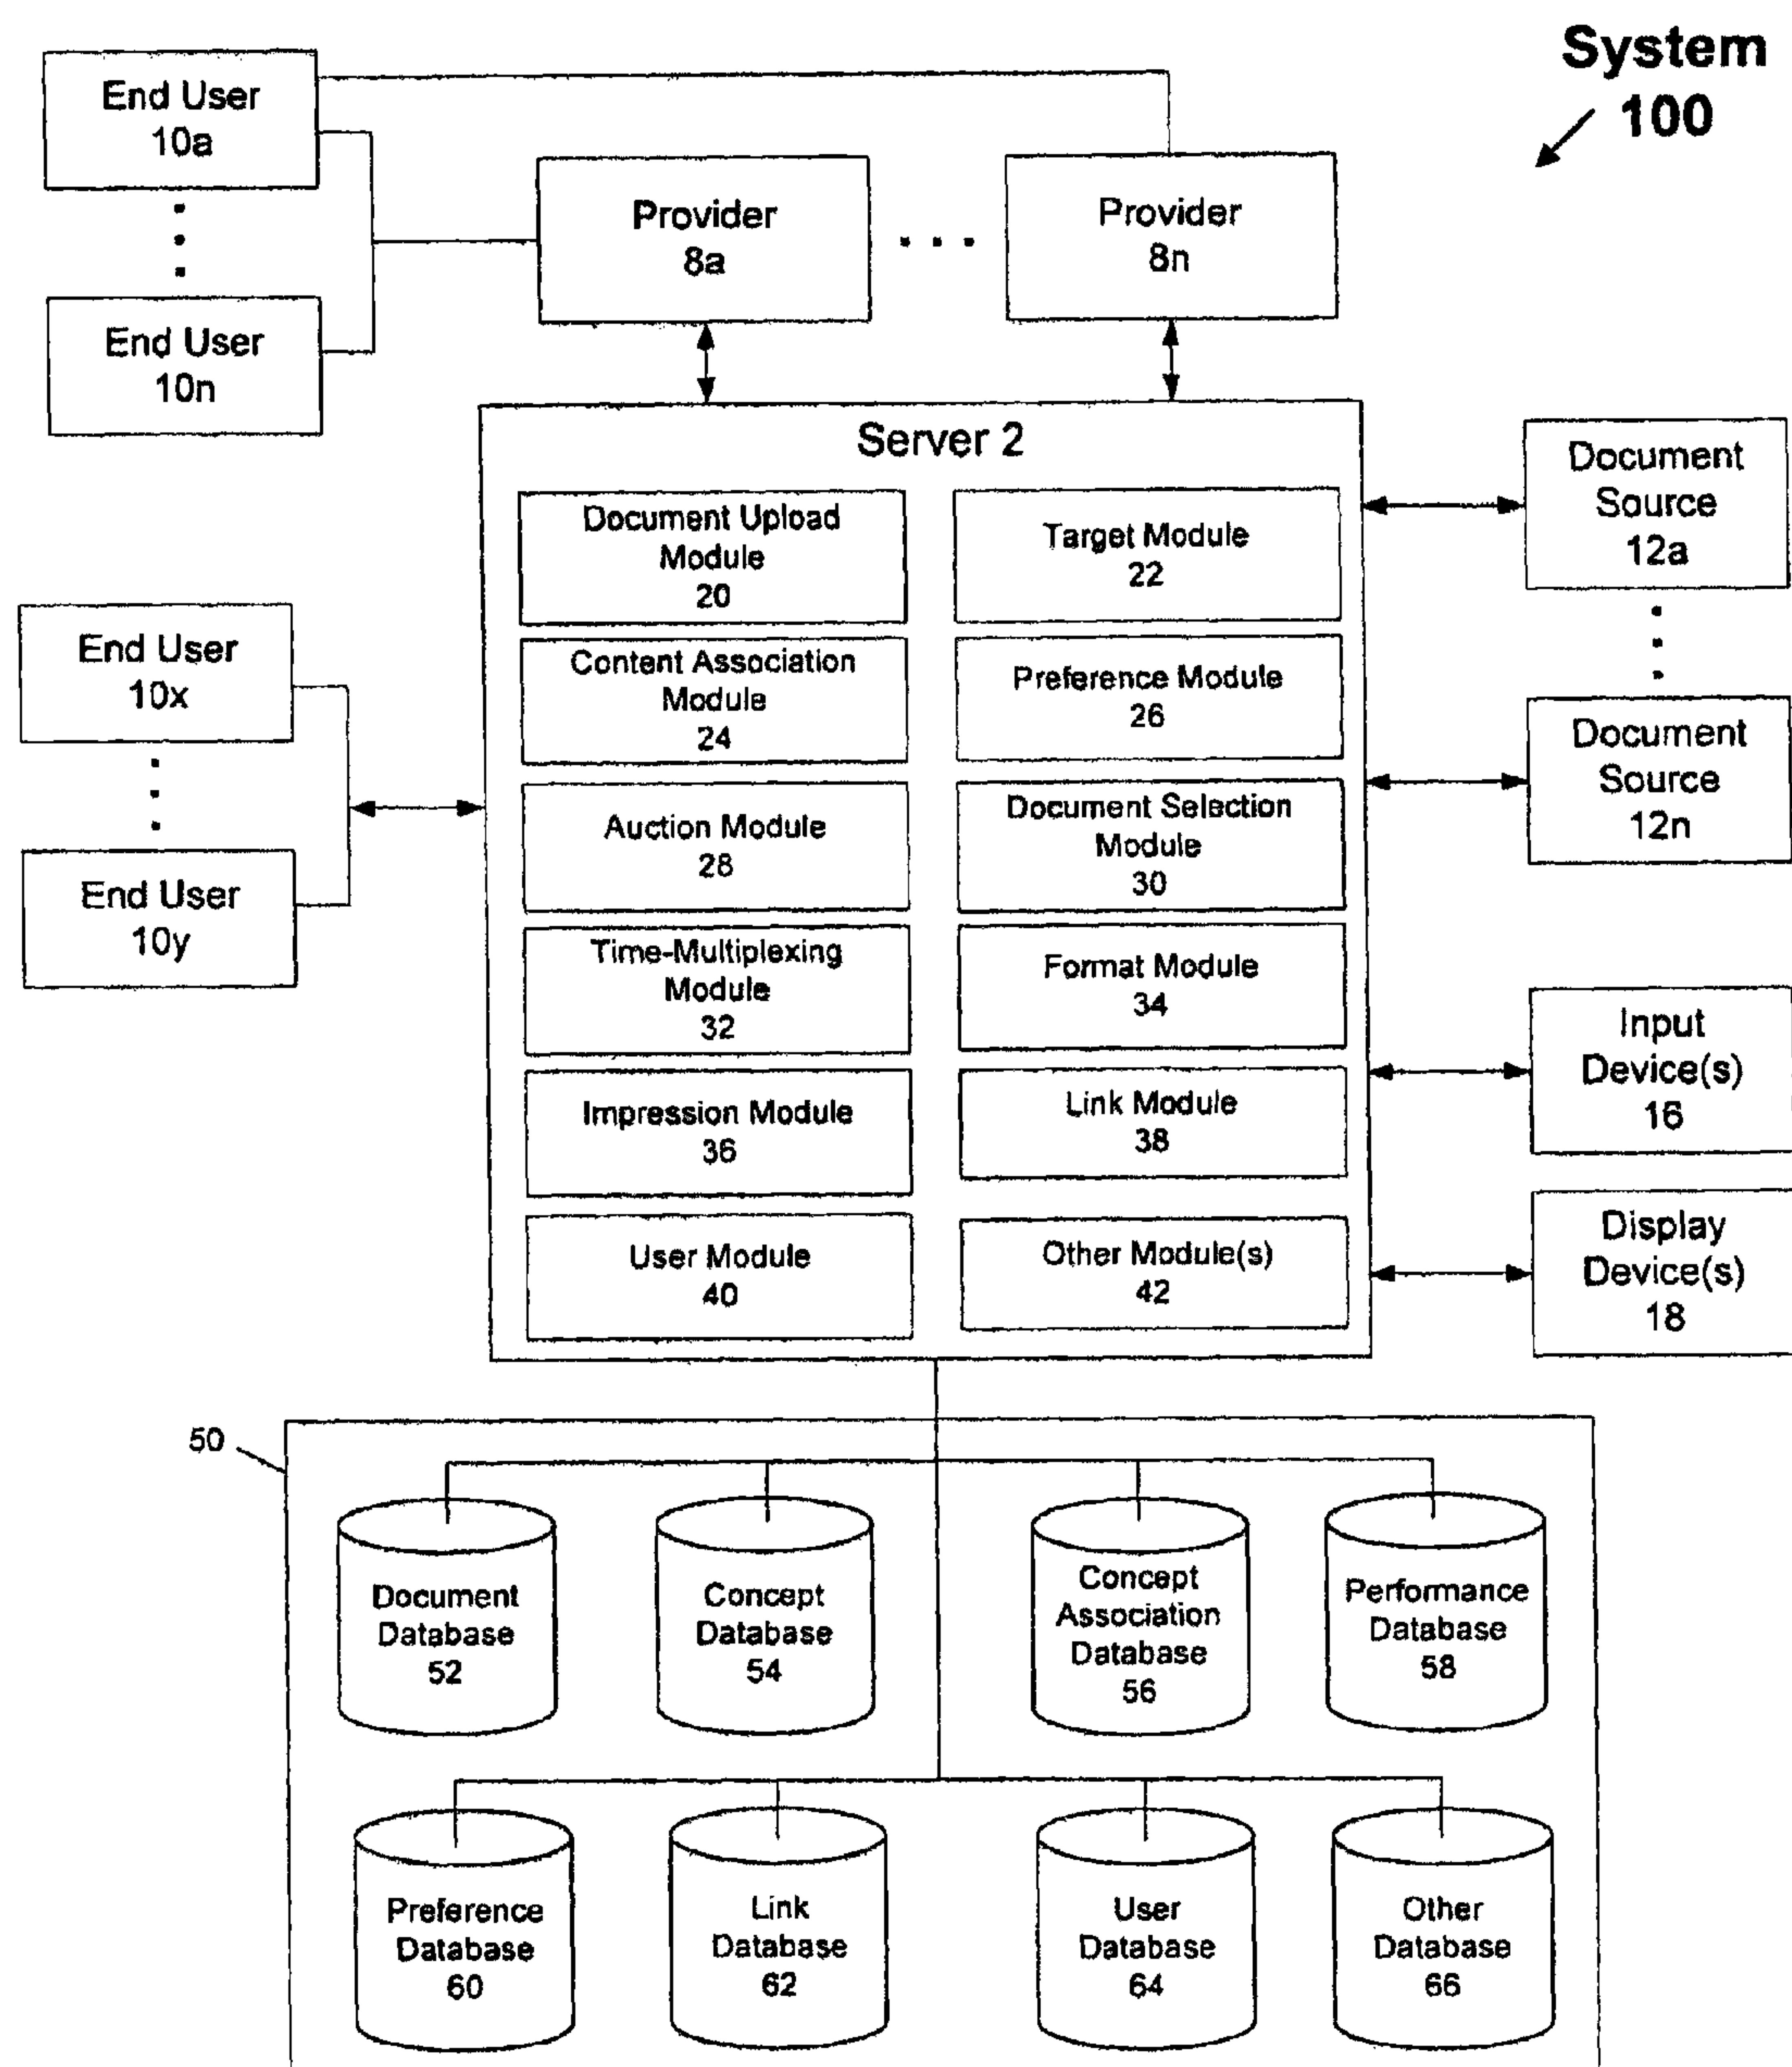 System
100
End User
10a
End User
10n
Provider
8a
Provider
8n
Server 2
Document Upload
Module
20
Target Module
22
Content Association
Module
24
Preference Module
26
Auction Module
28
Document Selection
Module
30
Time-Multiplexing
Module
32
Format Module
34
Impression Module
36
Link Module
38
User Module
40
Other Module(s)
42
End User
10x
End User
10y
Document
Source
12a
Document
Source
12n
Input
Device(s)
16
Display
Device(s)
18
50
Document
Database
52
Concept
Database
54
Concept
Association
Database
56
Performance
Database
58
Preference
Database
60
Link
Database
62
User
Database
64
Other
Database
66